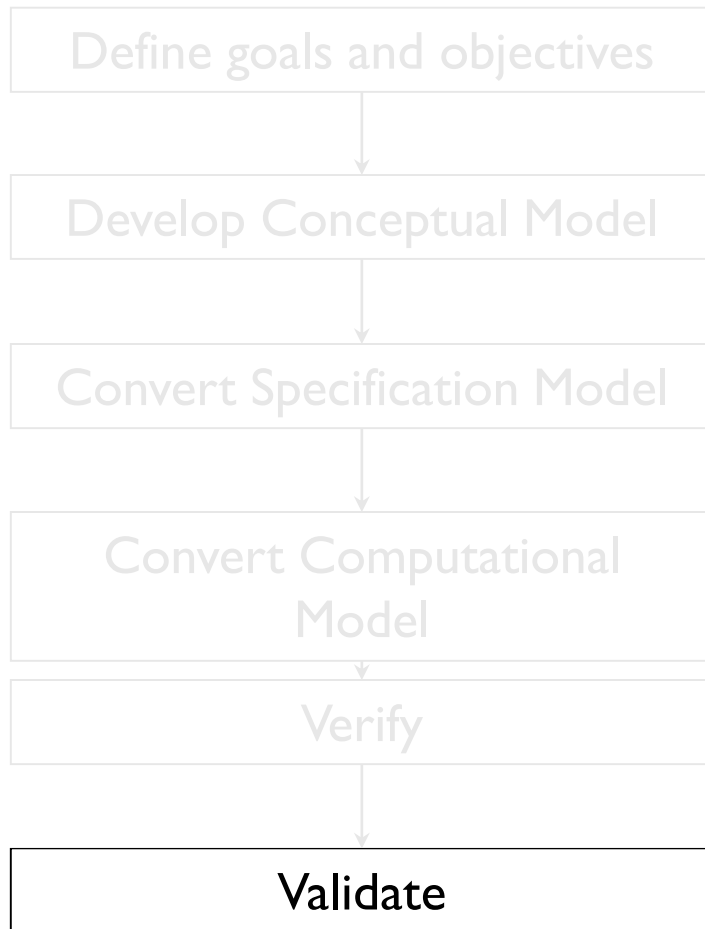 Define goals and objectives
Develop Conceptual Model
Convert Specification Model
Convert Computational
Model
Verify
Validate